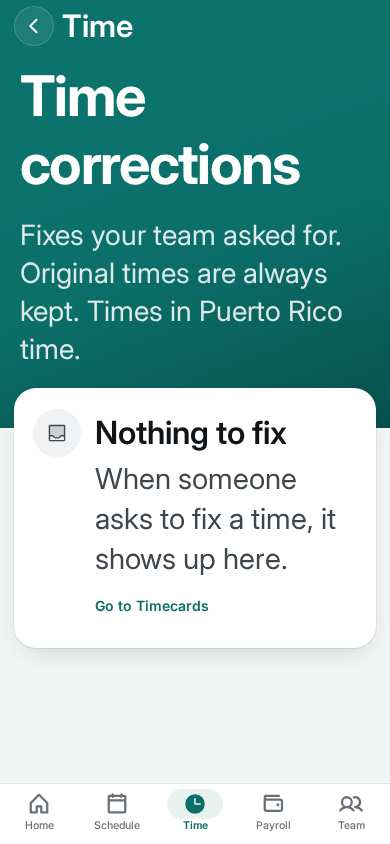 Time
Time
corrections
Fixes your team asked for.
Original times are always
kept. Times in Puerto Rico
time.
Nothing to fix
When someone
asks to fix a time, it
shows up here.
Go to Timecards
Home
Schedule
Time
Payroll
Team